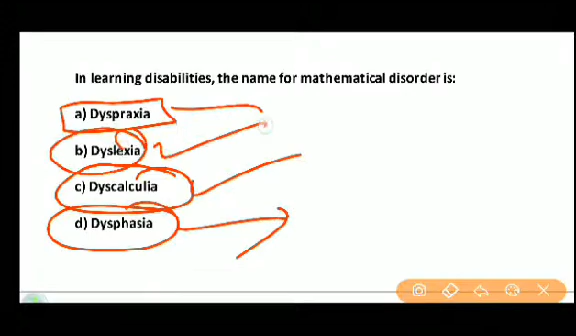 In learning disabilities, the name for mathematical disorder is:
a) Dyspraxia
b) Dyslexia
c) Dyscalculia
d) Dysphasia